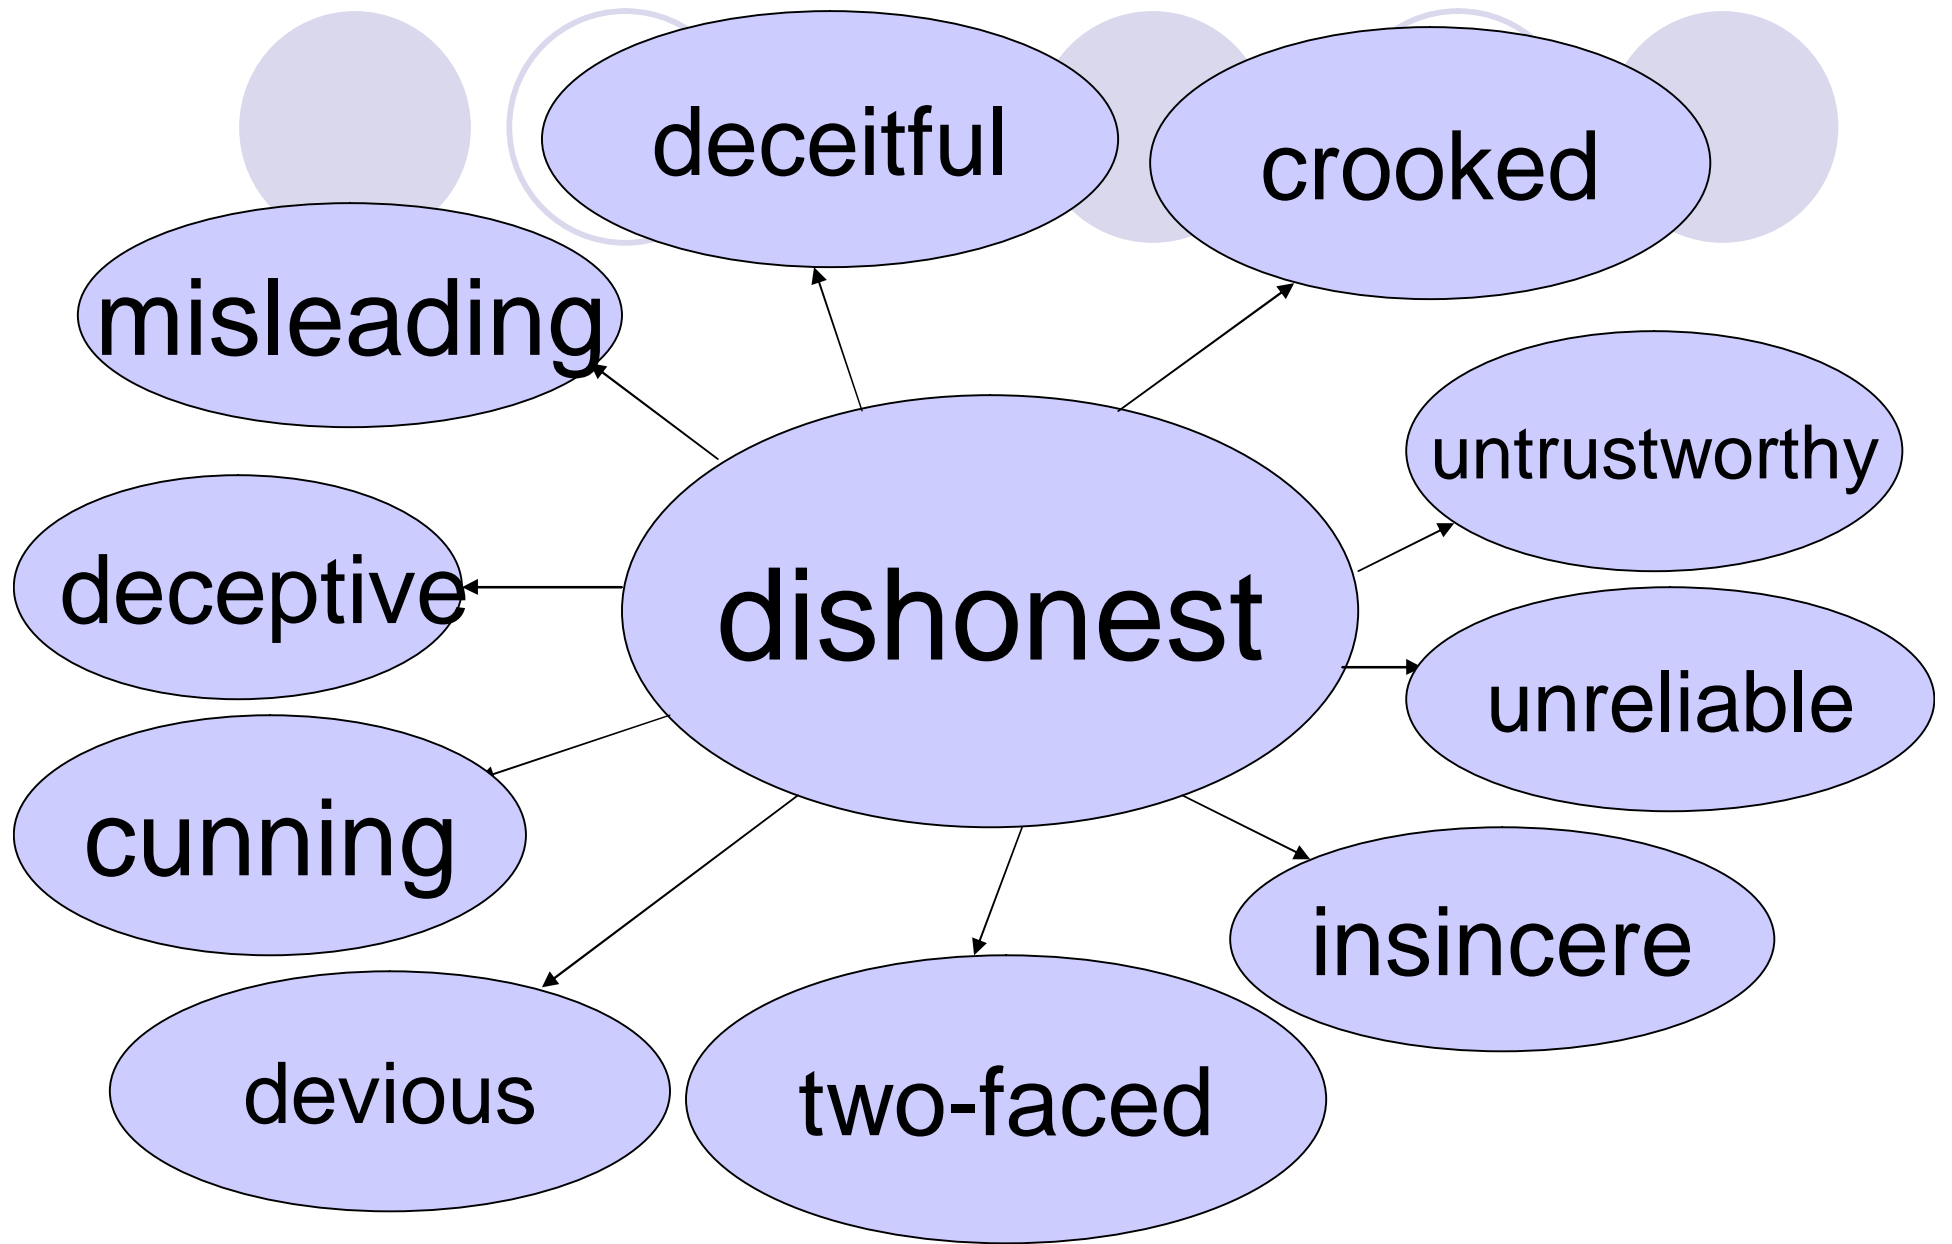 deceitful
crooked
misleading
untrustworthy
deceptive
dishonest
unreliable
cunning
insincere
devious
two-faced